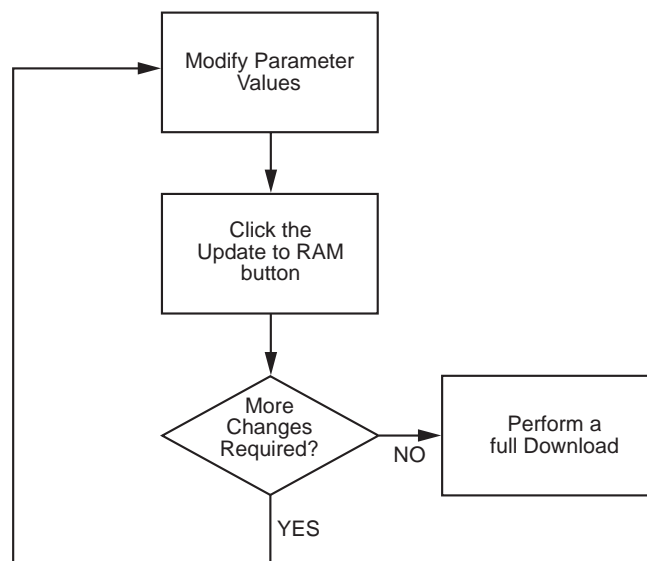 Modify Parameter
Values
Click the
Update to RAM
button
More
Changes
Required?
NO
Perform a
full Download
YES